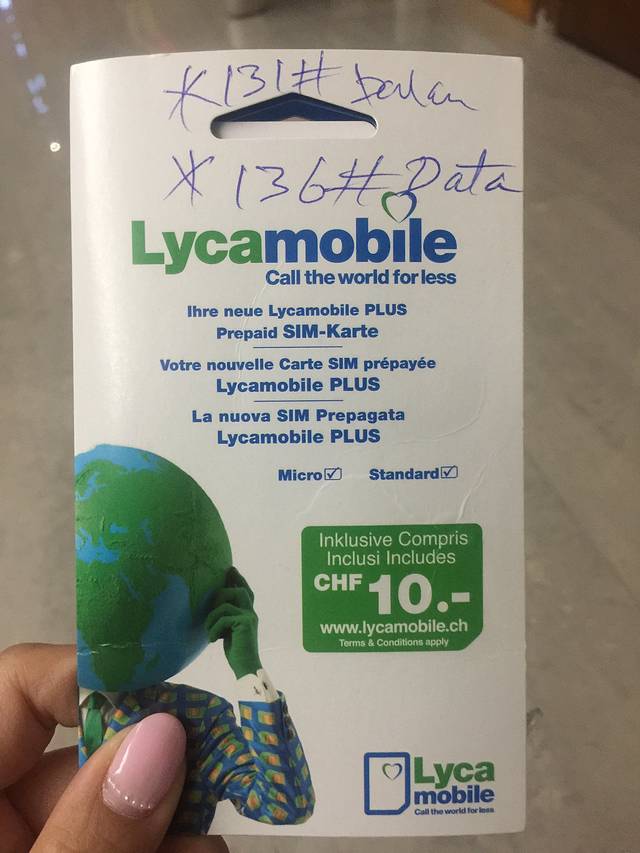 *131#
*136# Data
Lycamobile
Call the world for less
Ihre neue Lycamobile PLUS
Prepaid SIM-Karte
Votre nouvelle Carte SIM prépayée
Lycamobile PLUS
La nuova SIM Prepagata
Lycamobile PLUS
Micro Standard
Inklusive Compris
Inclusi Includes
CHF 10.-
www.lycamobile.ch
Terms & Conditions apply
Lyca
mobile
Call the world for less